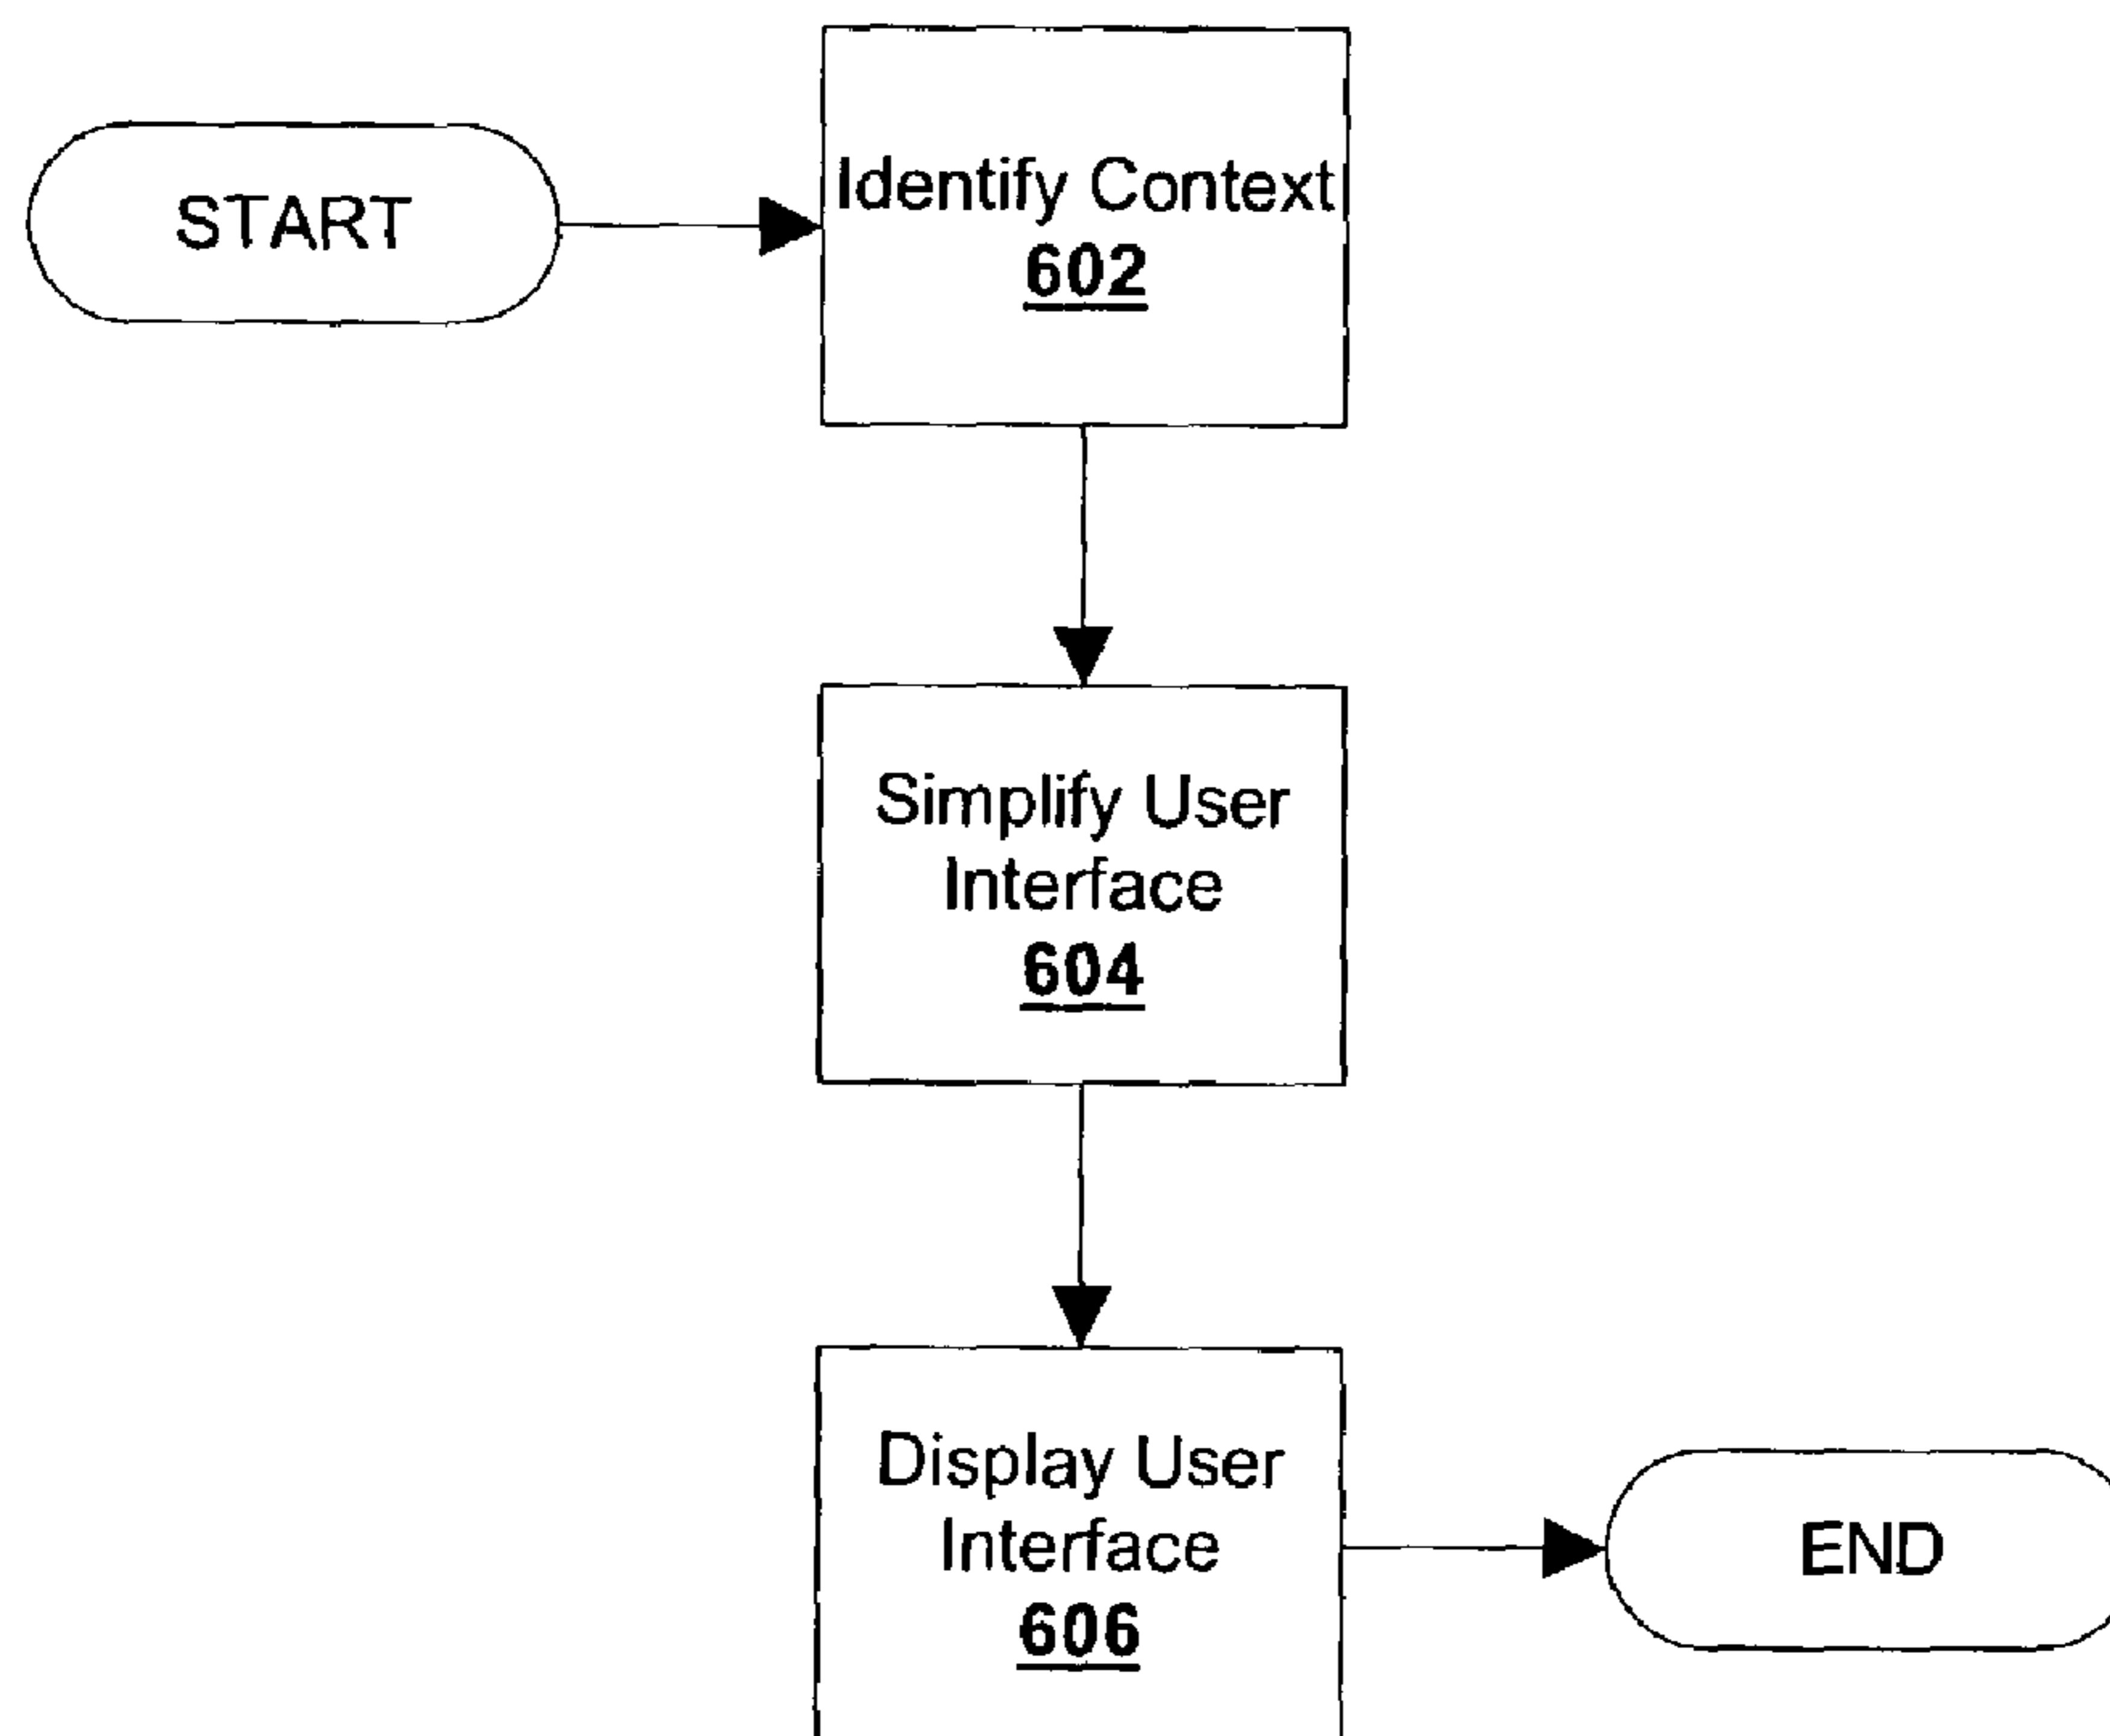 START
Identify Context
602
Simplify User
Interface
604
Display User
Interface
606
END